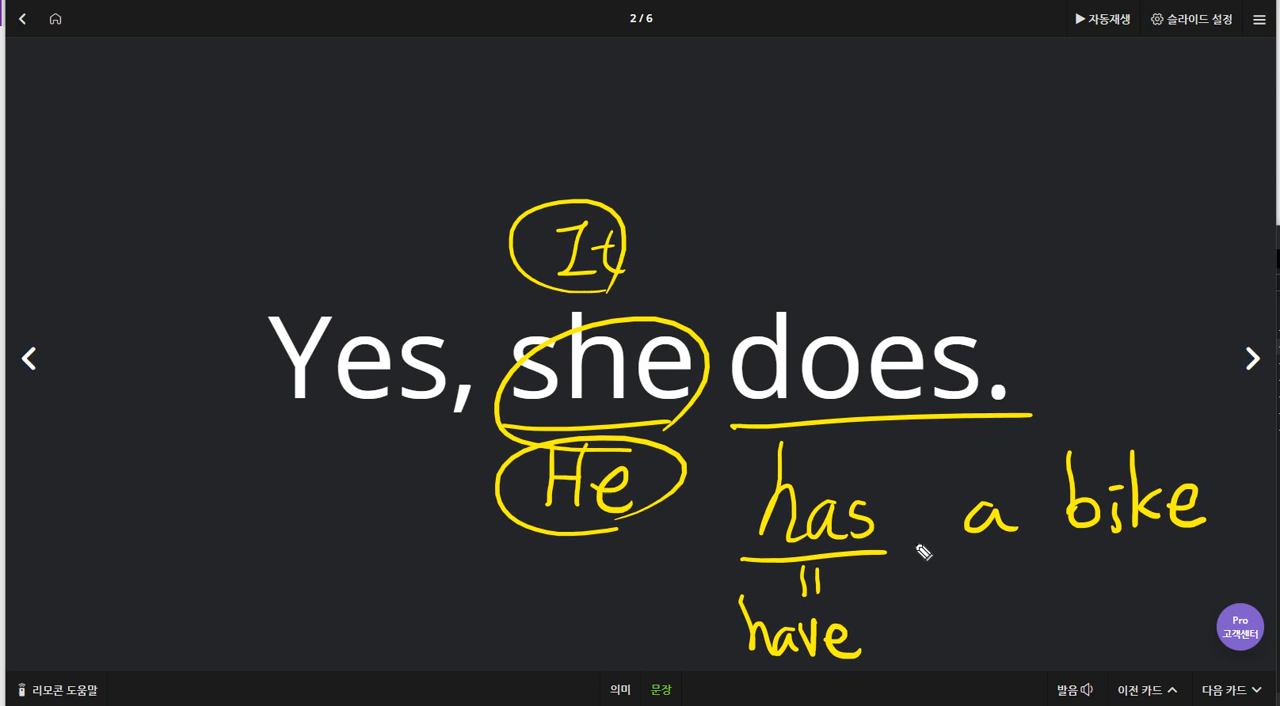 2 / 6
자동재생
슬라이드 설정
It
Yes, she does.
He
has a bike
=
have
Pro
고객센터
리모콘 도움말
의미
문장
발음
이전 카드
다음 카드